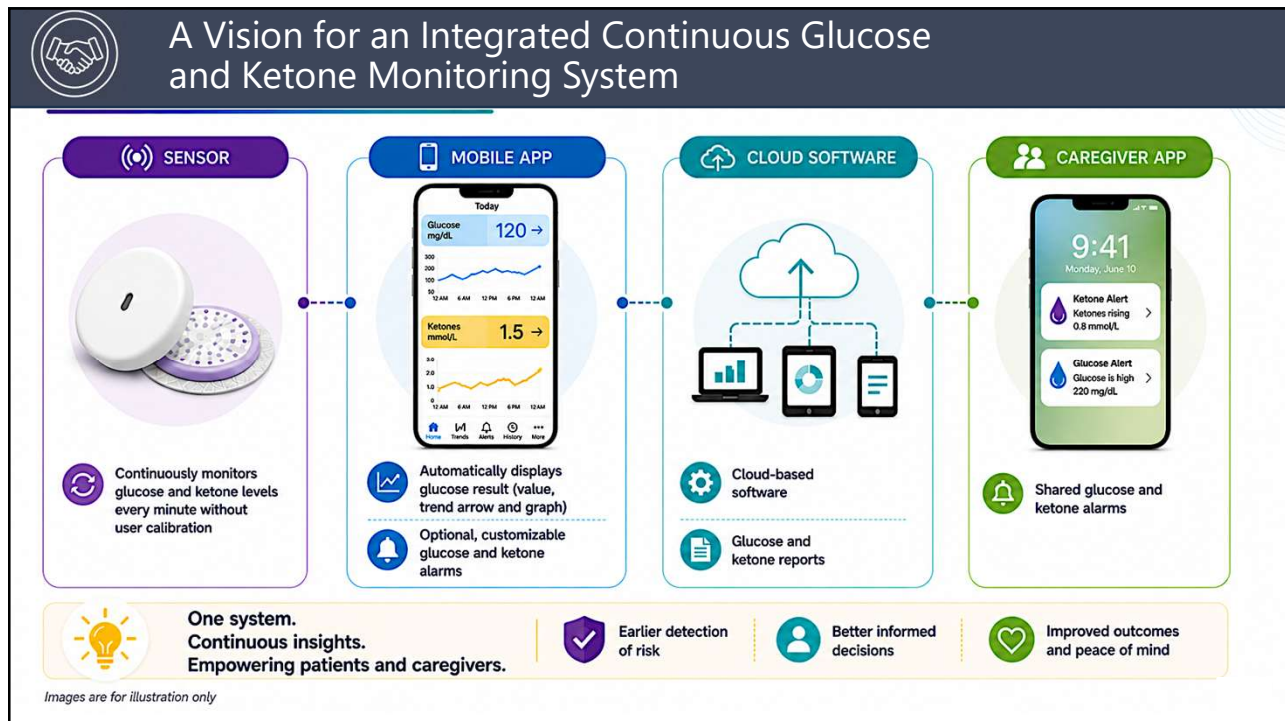 A Vision for an Integrated Continuous Glucose
and Ketone Monitoring System
SENSOR
Continuously monitors
glucose and ketone levels
every minute without
user calibration
MOBILE APP
Today
Glucose
mg/dL
120 →
300
200
100
50
12 AM 6 AM 12 PM 6 PM 12 AM
Ketones
mmol/L
1.5 →
3.0
2.0
1.0
0
12 AM 6 AM 12 PM 6 PM 12 AM
Home Trends Alerts History More
Automatically displays
glucose result (value,
trend arrow and graph)
Optional, customizable
glucose and ketone
alarms
CLOUD SOFTWARE
Cloud-based
software
Glucose and
ketone reports
CAREGIVER APP
9:41
Monday, June 10
Ketone Alert
Ketones rising
0.8 mmol/L
Glucose Alert
Glucose is high
220 mg/dL
Shared glucose and
ketone alarms
One system.
Continuous insights.
Empowering patients and caregivers.
Earlier detection
of risk
Better informed
decisions
Improved outcomes
and peace of mind
Images are for illustration only